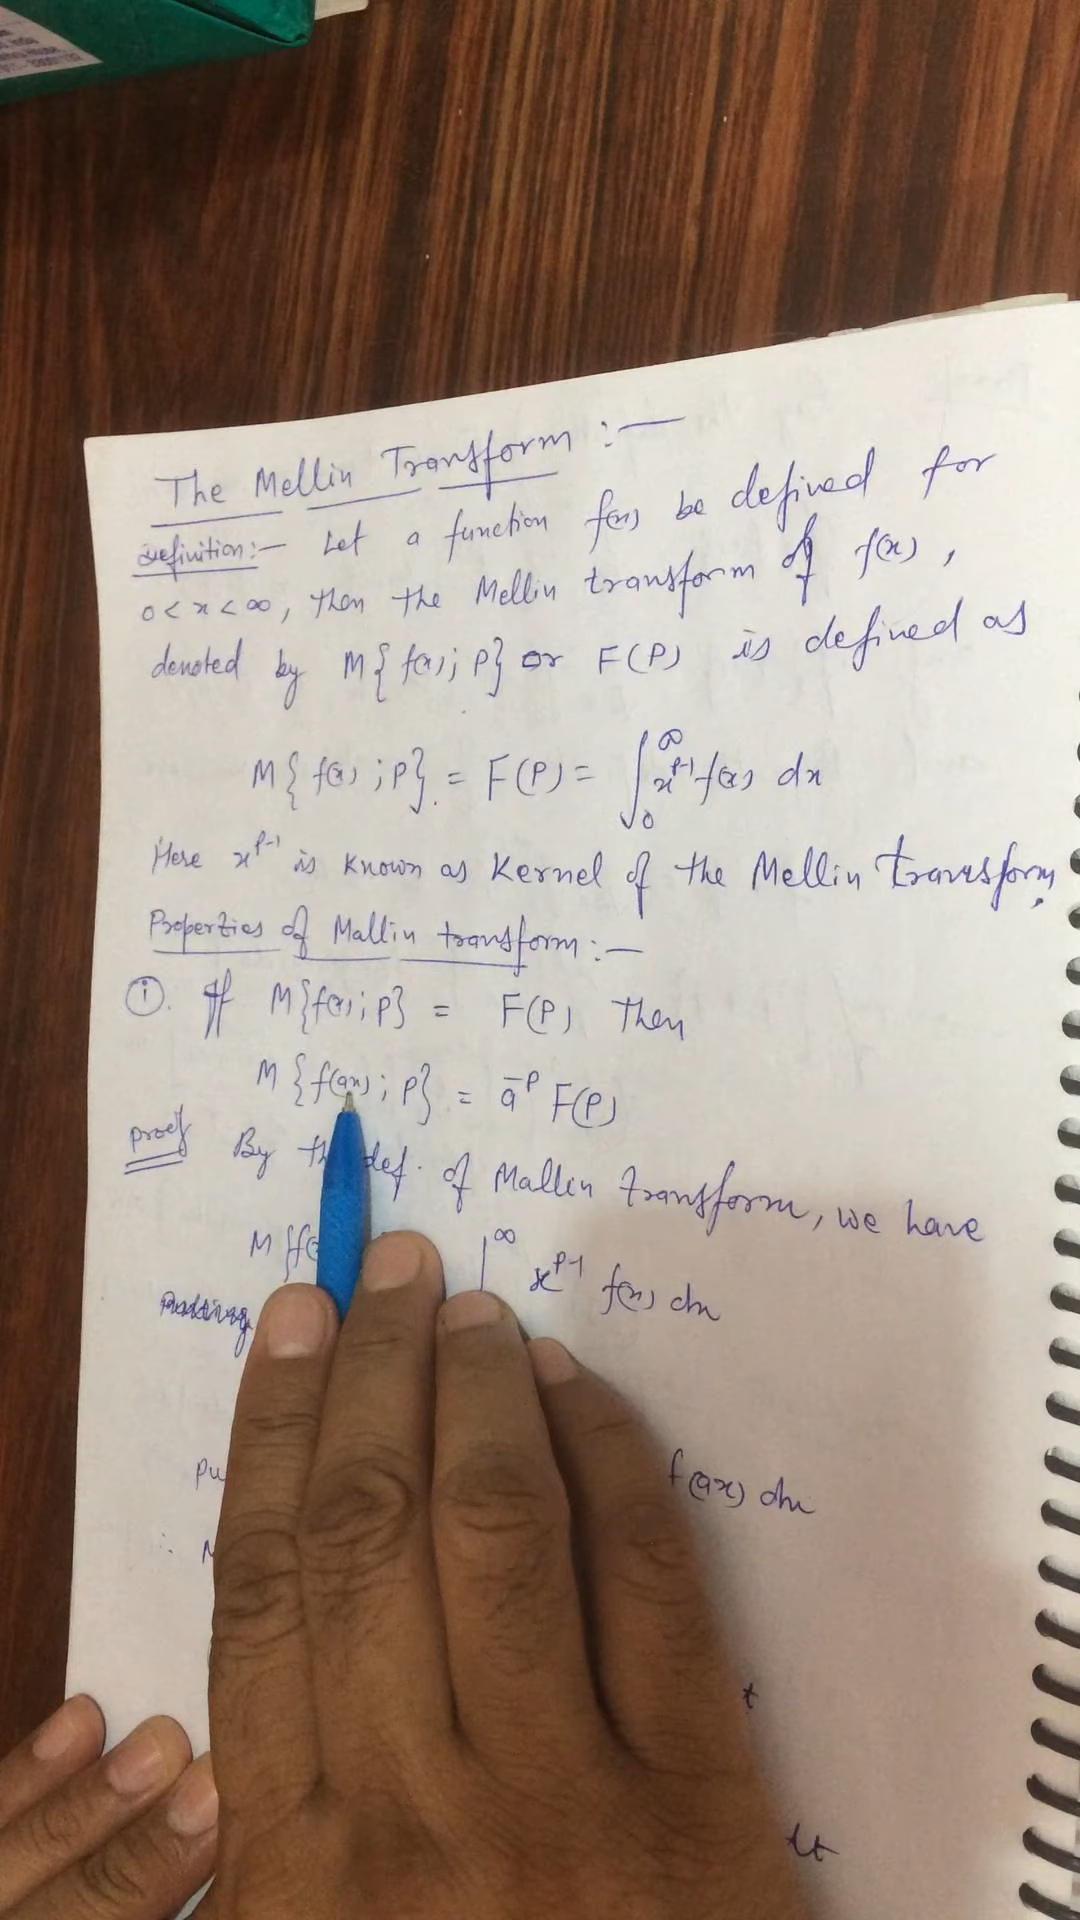 The Mellin Transform :—
Definition:— Let a function f(x) be defined for
0 < x < ∞, then the Mellin transform of f(x),
denoted by M{f(x); P} or F(P) is defined as
M{f(x); P} = F(P) = ∫₀^∞ x^{P-1} f(x) dx
Here x^{P-1} is known as Kernel of the Mellin transform.
Properties of Mallin transform :—
①. If M{f(x); P} = F(P) Then
M{f(ax); P} = a^{-P} F(P)
Proof By the def. of Mallin transform, we have
∞ x^{P-1} f(x) dx
f(ax) dx
t